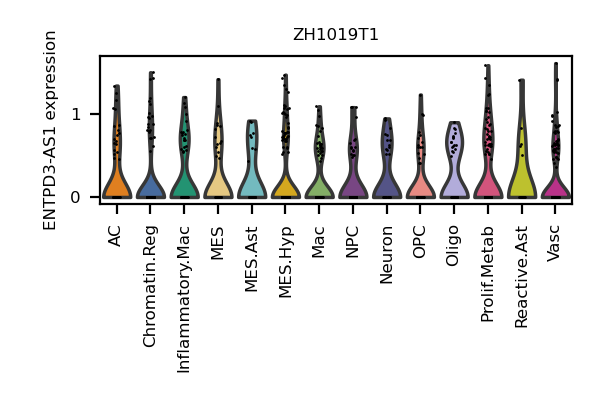 ZH1019T1
ENTPD3-AS1 expression
1
0
AC
Chromatin.Reg
Inflammatory.Mac
MES
MES.Ast
MES.Hyp
Mac
NPC
Neuron
OPC
Oligo
Prolif.Metab
Reactive.Ast
Vasc